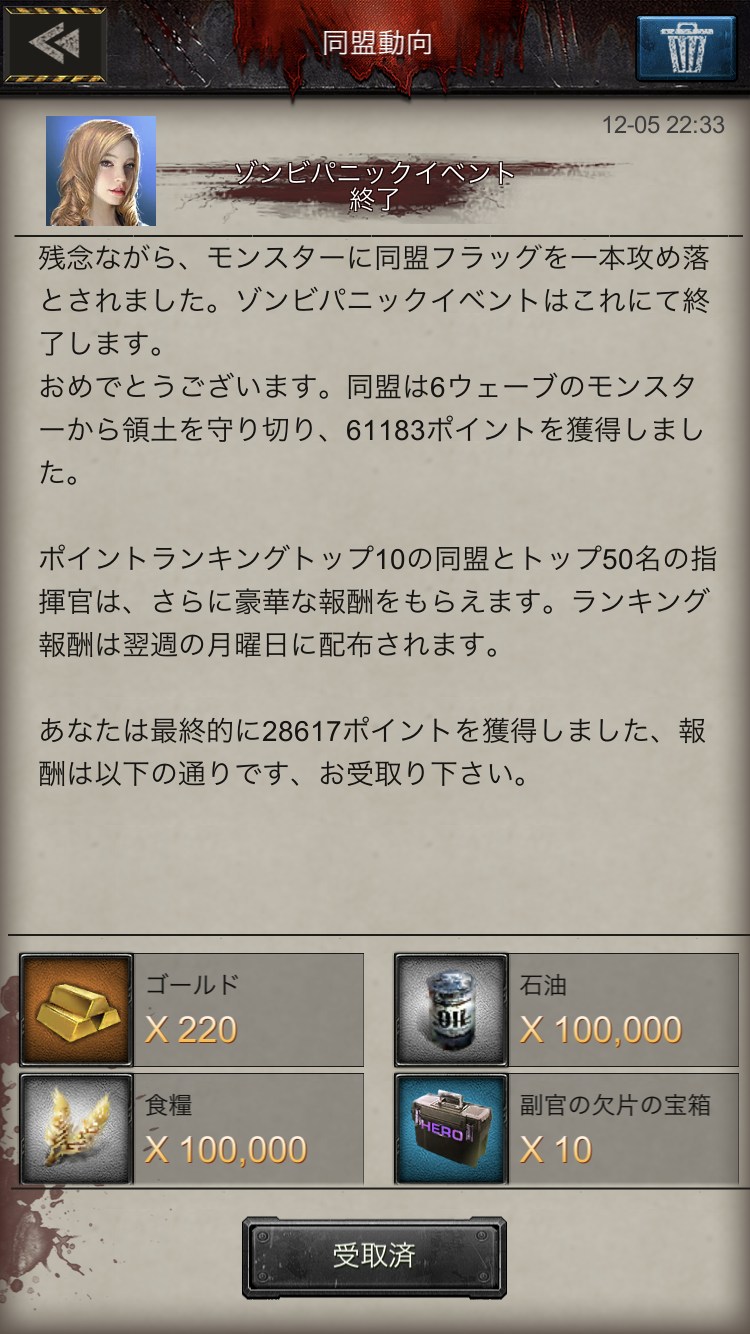 同盟動向
12-05 22:33
ゾンビパニックイベント
終了
残念ながら、モンスターに同盟フラッグを一本攻め落
とされました。ゾンビパニックイベントはこれにて終
了します。
おめでとうございます。同盟は6ウェーブのモンスタ
ーから領土を守り切り、61183ポイントを獲得しまし
た。
ポイントランキングトップ10の同盟とトップ50名の指
揮官は、さらに豪華な報酬をもらえます。ランキング
報酬は翌週の月曜日に配布されます。
あなたは最終的に28617ポイントを獲得しました、報
酬は以下の通りです、お受取り下さい。
ゴールド
X 220
OIL
石油
X 100,000
食糧
X 100,000
HERO
副官の欠片の宝箱
X 10
受取済